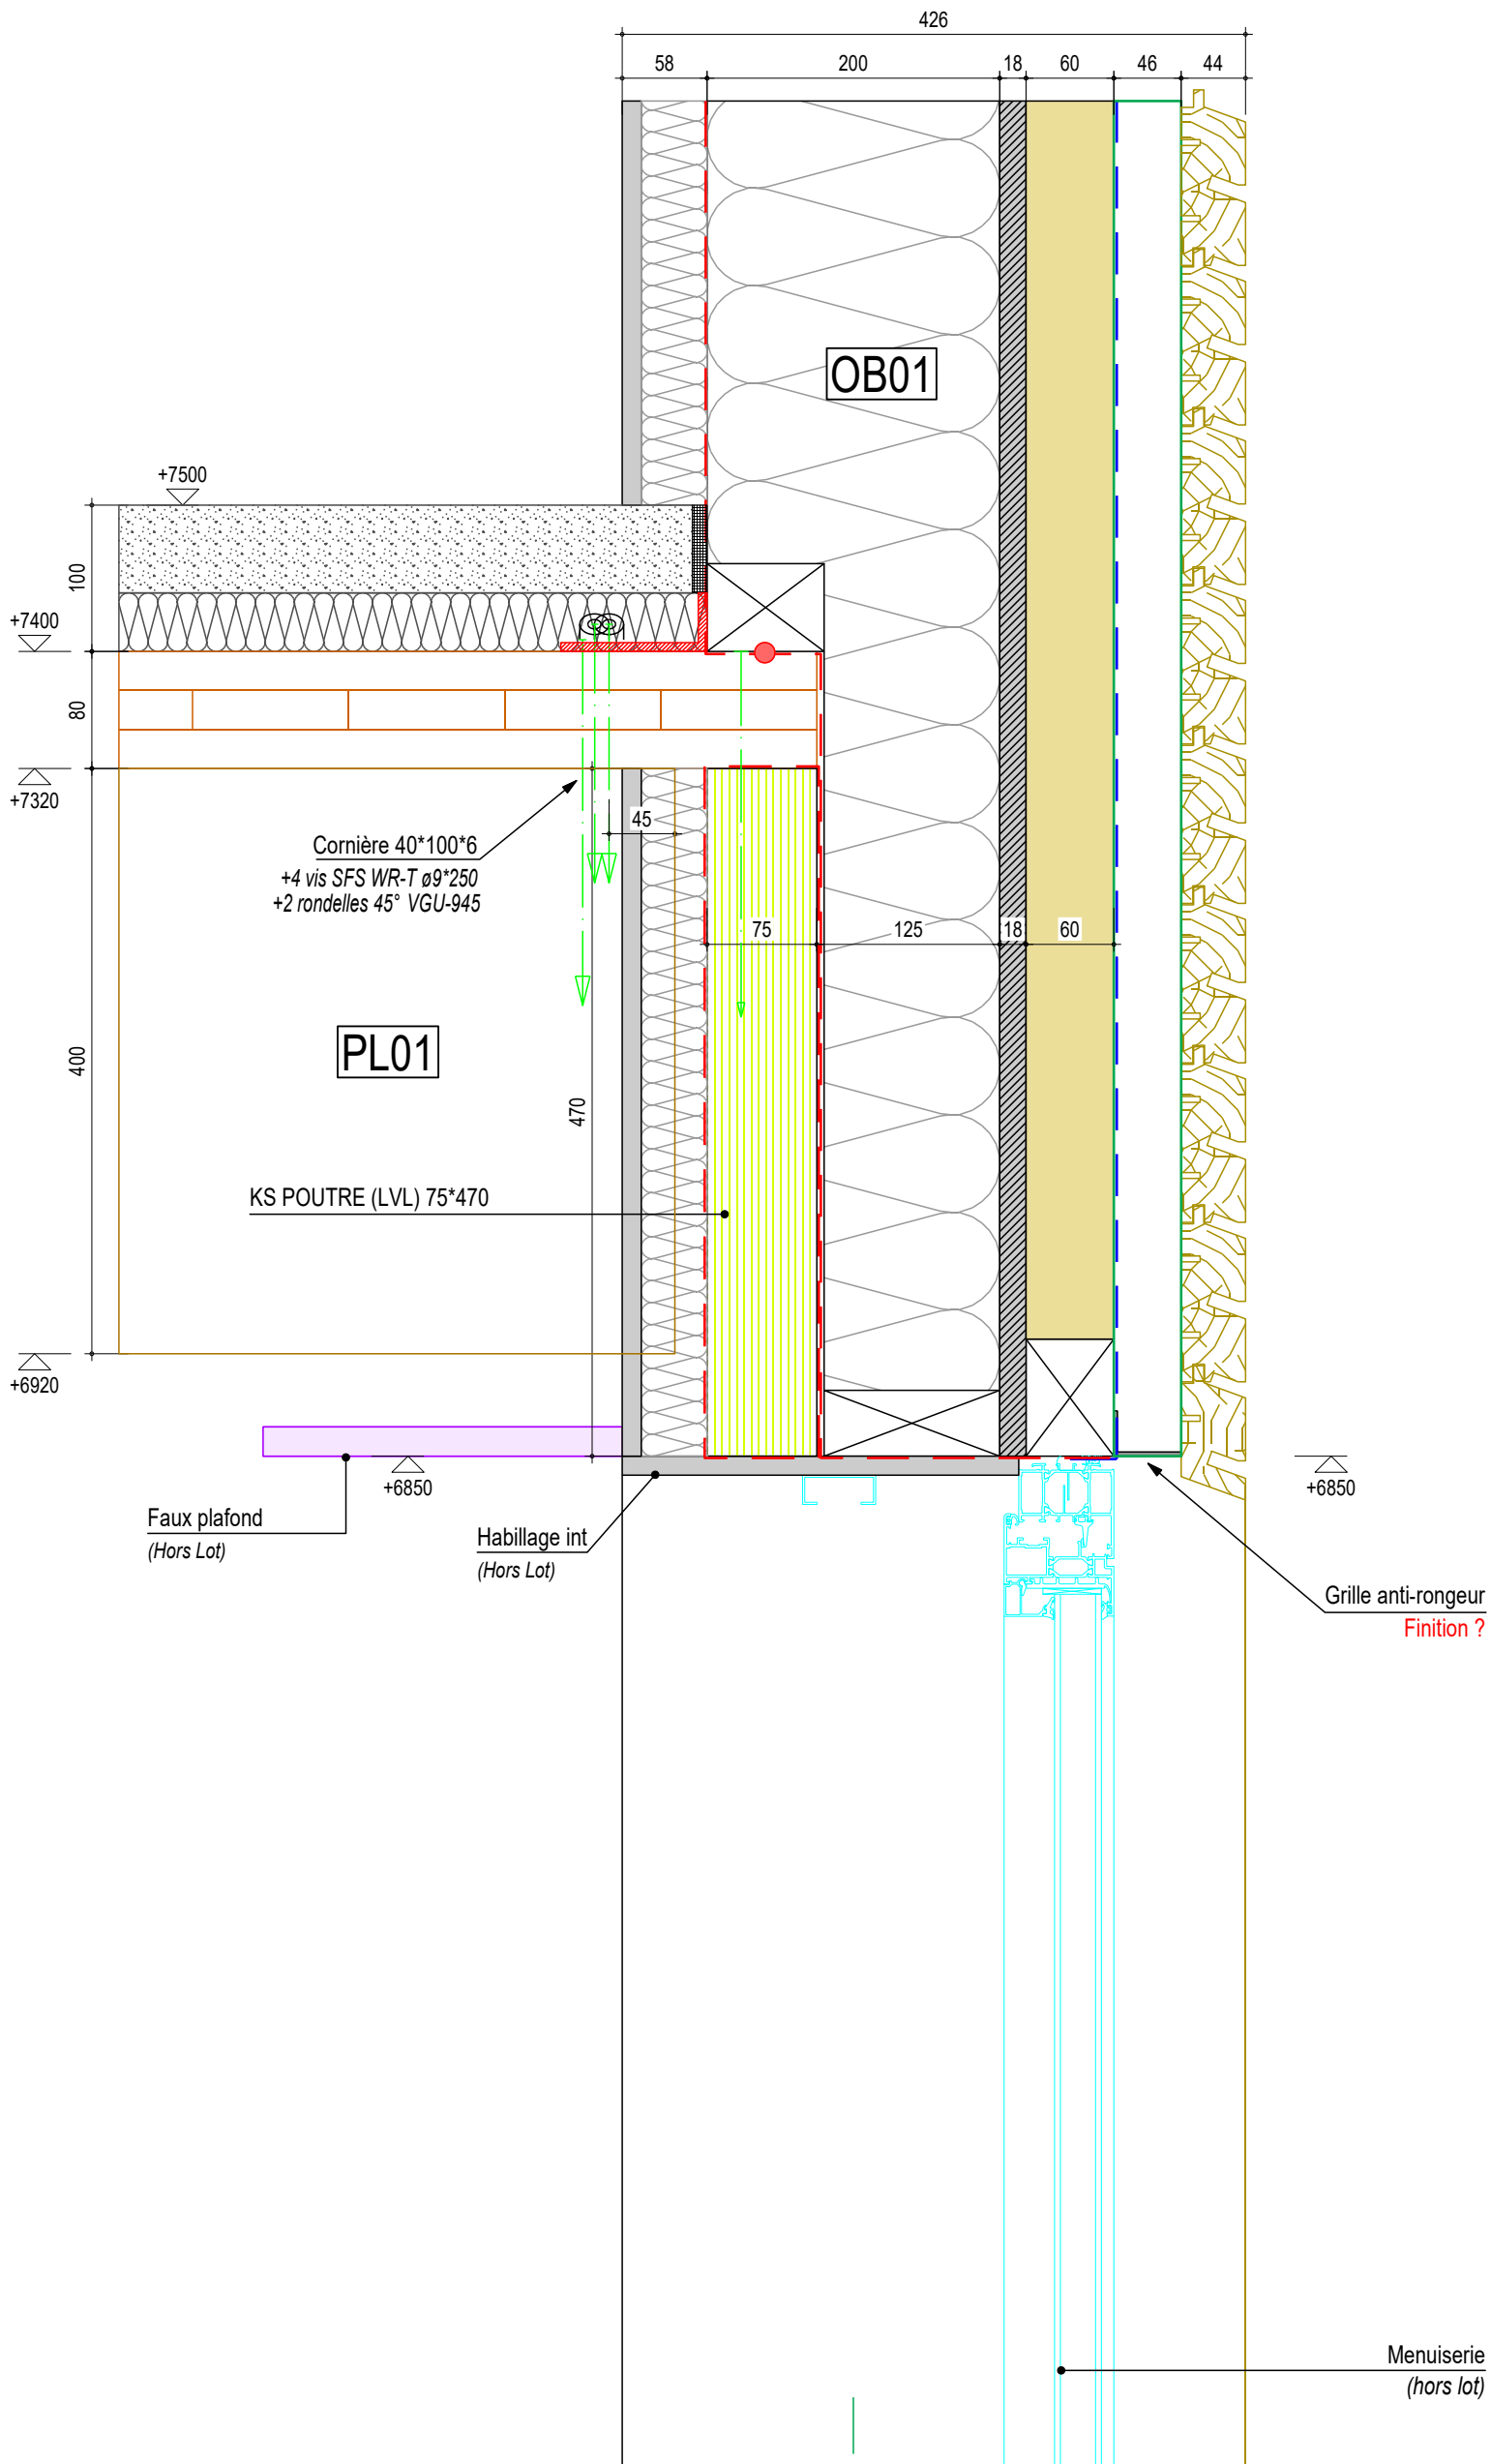 426
58
200
18
60
46
44
OB01
+7500
100
+7400
80
+7320
45
Cornière 40*100*6
+4 vis SFS WR-T ø9*250
+2 rondelles 45° VGU-945
75
125
18
60
PL01
400
470
KS POUTRE (LVL) 75*470
+6920
+6850
+6850
Faux plafond
(Hors Lot)
Habillage int
(Hors Lot)
Grille anti-rongeur
Finition ?
Menuiserie
(hors lot)